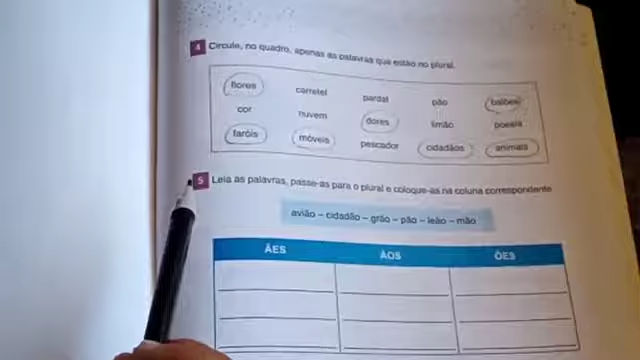 4 Circule, no quadro, apenas as palavras que estão no plural.
flores carretel pardal pão balões
cor nuvem dores limão poesia
faróis móveis pescador cidadãos animais
5 Leia as palavras, passe-as para o plural e coloque-as na coluna correspondente
avião – cidadão – grão – pão – leão – mão
ÃES ÃOS ÕES